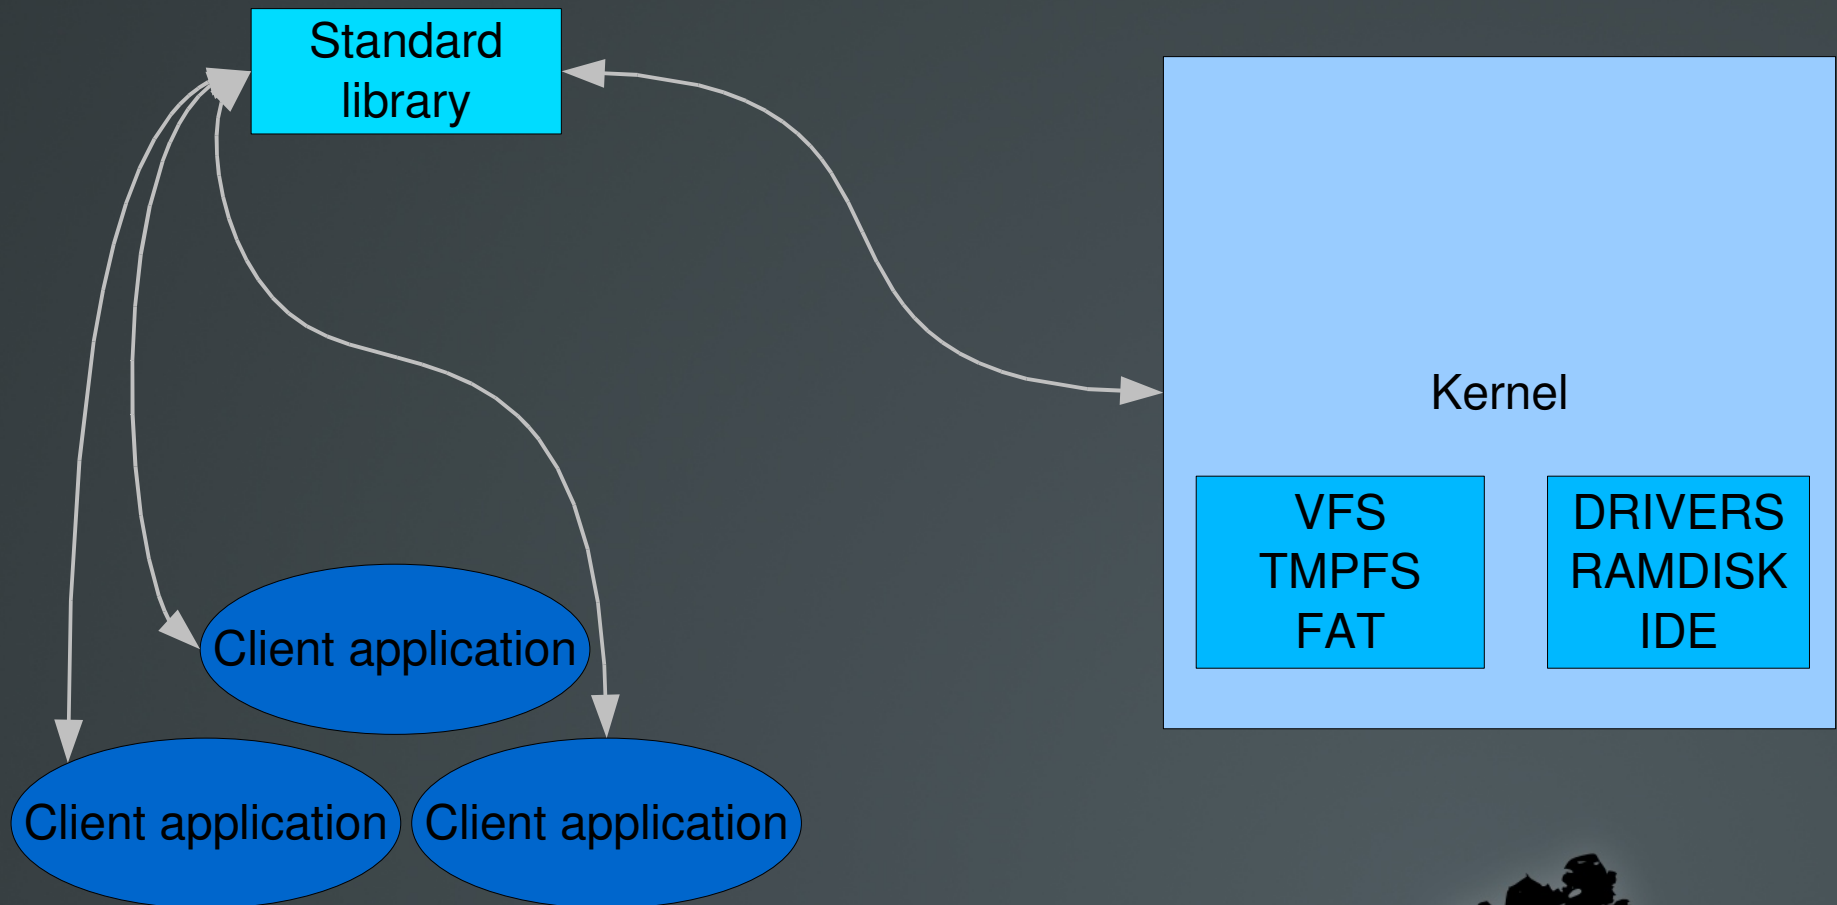 Standard
library
Kernel
VFS
TMPFS
FAT
DRIVERS
RAMDISK
IDE
Client application
Client application
Client application